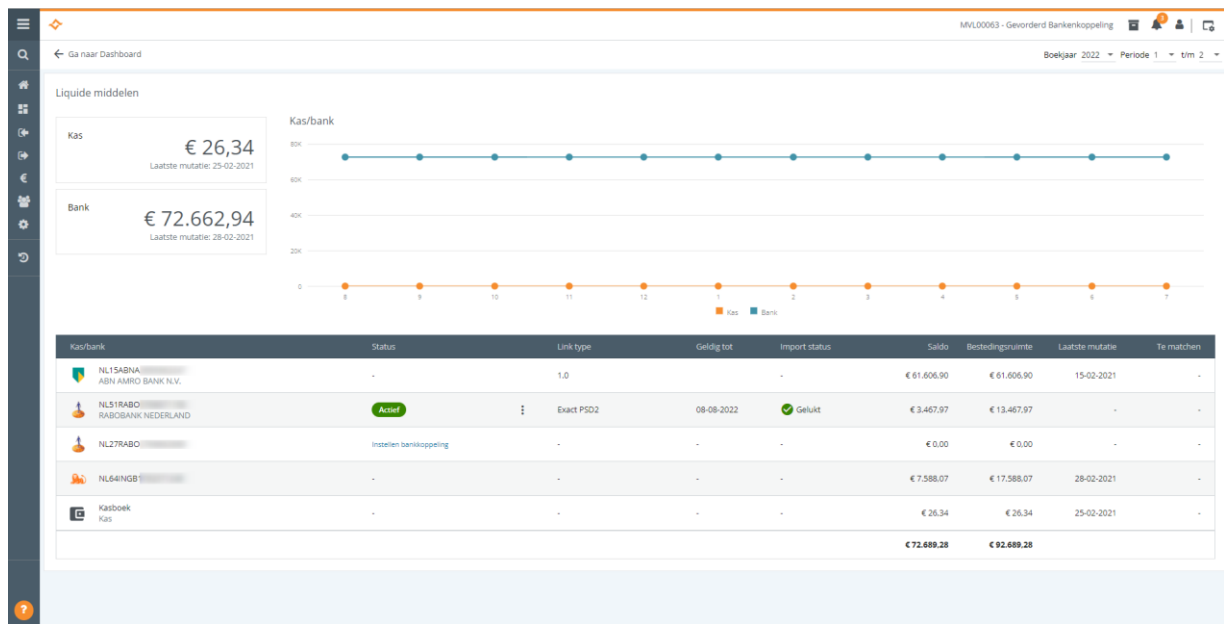 MVL00063 - Gevorderd Bankenkoppeling 3
Ga naar Dashboard
Boekjaar 2022 Periode 1 t/m 2
Liquide middelen
Kas
€ 26,34
Laatste mutatie: 25-02-2021
Bank
€ 72.662,94
Laatste mutatie: 28-02-2021
Kas/bank
80K
60K
40K
20K
0
8 9 10 11 12 1 2 3 4 5 6 7
Kas Bank
Kas/bank Status Link type Geldig tot Import status Saldo Bestedingsruimte Laatste mutatie Te matchen
NL15ABNA
ABN AMRO BANK N.V.
- 1.0 - € 61.606,90 € 61.606,90 15-02-2021 -
NL51RABO
RABOBANK NEDERLAND
Actief Exact PSD2 08-08-2022 Gelukt € 3.467,97 € 13.467,97 - -
NL27RABO Instellen bankkoppeling - - - € 0,00 € 0,00 - -
NL64INGB - - - - € 7.588,07 € 17.588,07 28-02-2021 -
Kasboek
Kas
- - - - € 26,34 € 26,34 25-02-2021 -
€ 72.689,28 € 92.689,28
?